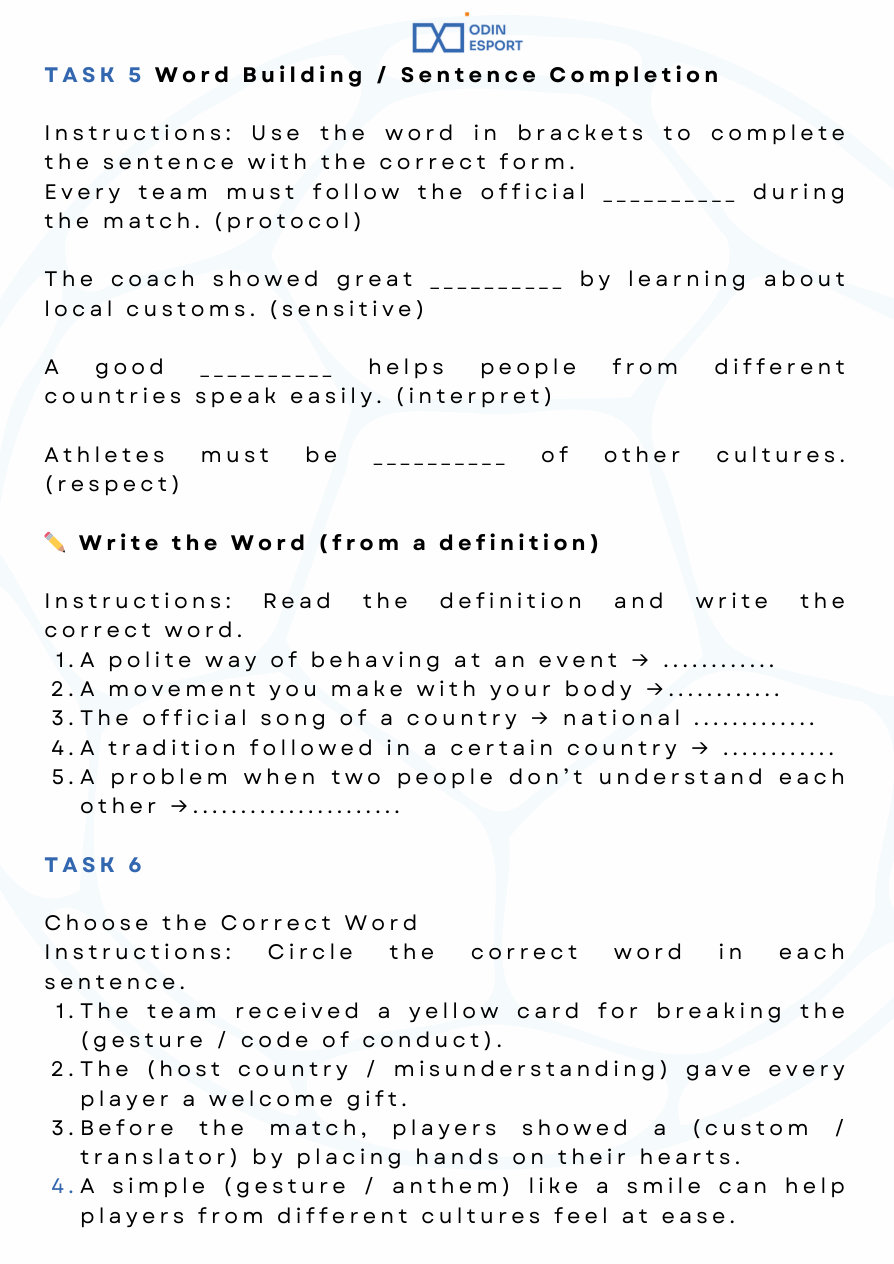 ODIN
ESPORT
TASK 5 Word Building / Sentence Completion
Instructions: Use the word in brackets to complete
the sentence with the correct form.
Every team must follow the official __________ during
the match. (protocol)
The coach showed great __________ by learning about
local customs. (sensitive)
A good __________ helps people from different
countries speak easily. (interpret)
Athletes must be __________ of other cultures.
(respect)
✏️ Write the Word (from a definition)
Instructions: Read the definition and write the
correct word.
1. A polite way of behaving at an event → ............
2. A movement you make with your body →............
3. The official song of a country → national .............
4. A tradition followed in a certain country → ............
5. A problem when two people don’t understand each
other →......................
TASK 6
Choose the Correct Word
Instructions: Circle the correct word in each
sentence.
1. The team received a yellow card for breaking the
(gesture / code of conduct).
2. The (host country / misunderstanding) gave every
player a welcome gift.
3. Before the match, players showed a (custom /
translator) by placing hands on their hearts.
4. A simple (gesture / anthem) like a smile can help
players from different cultures feel at ease.